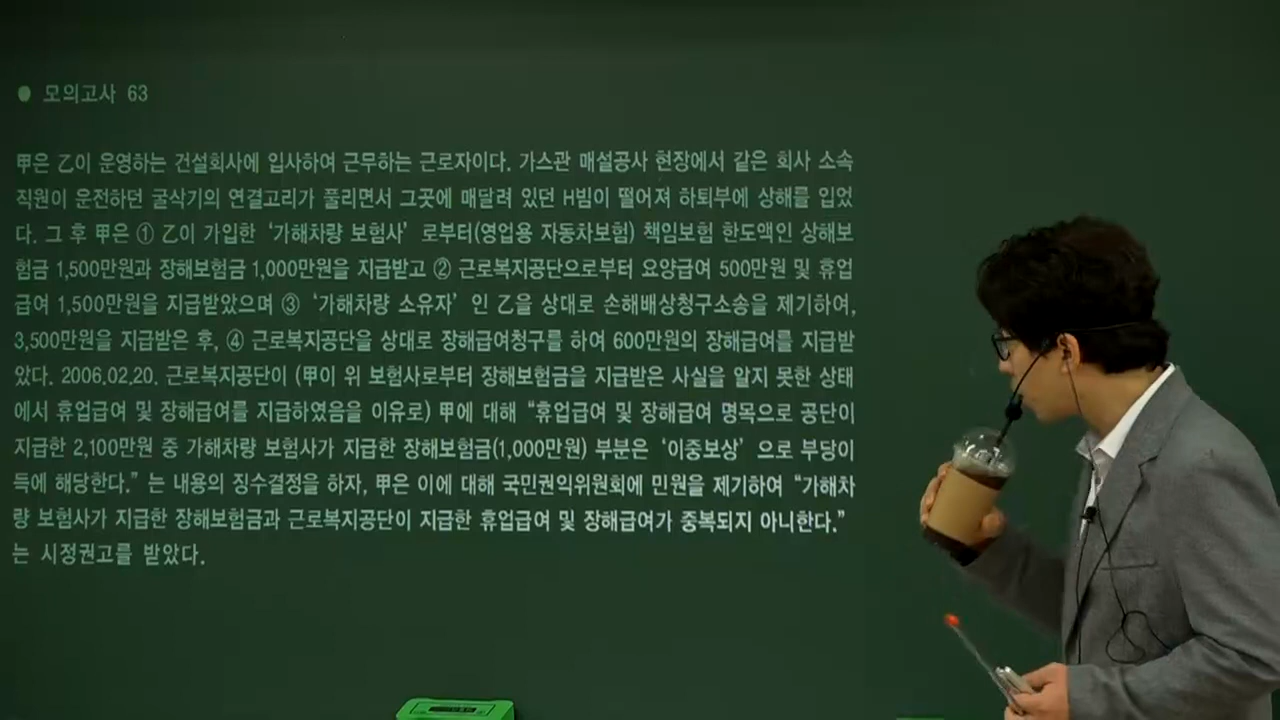 ● 모의고사 63
甲은 乙이 운영하는 건설회사에 입사하여 근무하는 근로자이다. 가스관 매설공사 현장에서 같은 회사 소속
직원이 운전하던 굴삭기의 연결고리가 풀리면서 그곳에 매달려 있던 H빔이 떨어져 하퇴부에 상해를 입었
다. 그 후 甲은 ① 乙이 가입한 ‘가해차량 보험사’ 로부터(영업용 자동차보험) 책임보험 한도액인 상해보
험금 1,500만원과 장해보험금 1,000만원을 지급받고 ② 근로복지공단으로부터 요양급여 500만원 및 휴업
급여 1,500만원을 지급받았으며 ③ ‘가해차량 소유자’ 인 乙을 상대로 손해배상청구소송을 제기하여,
3,500만원을 지급받은 후, ④ 근로복지공단을 상대로 장해급여청구를 하여 600만원의 장해급여를 지급받
았다. 2006.02.20. 근로복지공단이 (甲이 위 보험사로부터 장해보험금을 지급받은 사실을 알지 못한 상태
에서 휴업급여 및 장해급여를 지급하였음을 이유로) 甲에 대해 “휴업급여 및 장해급여 명목으로 공단이
지급한 2,100만원 중 가해차량 보험사가 지급한 장해보험금(1,000만원) 부분은 ‘이중보상’ 으로 부당이
득에 해당한다.” 는 내용의 징수결정을 하자, 甲은 이에 대해 국민권익위원회에 민원을 제기하여 “가해차
량 보험사가 지급한 장해보험금과 근로복지공단이 지급한 휴업급여 및 장해급여가 중복되지 아니한다.”
는 시정권고를 받았다.